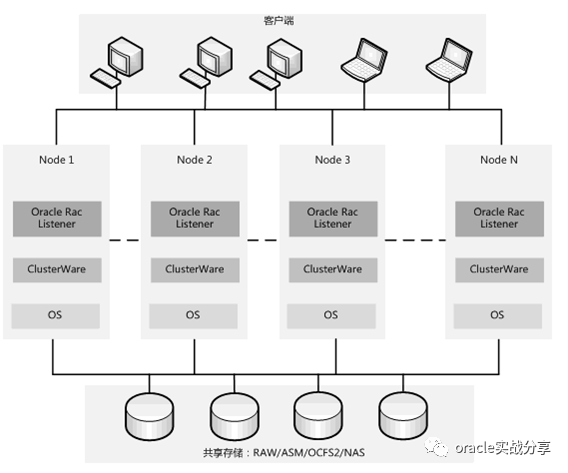 客户端
Node 1
Node 2
Node 3
Node N
Oracle Rac
Listener
Oracle Rac
Listener
Oracle Rac
Listener
Oracle Rac
Listener
ClusterWare
ClusterWare
ClusterWare
ClusterWare
OS
OS
OS
OS
共享存储：RAW/ASM/OCFS2/NAS
oracle实战分享